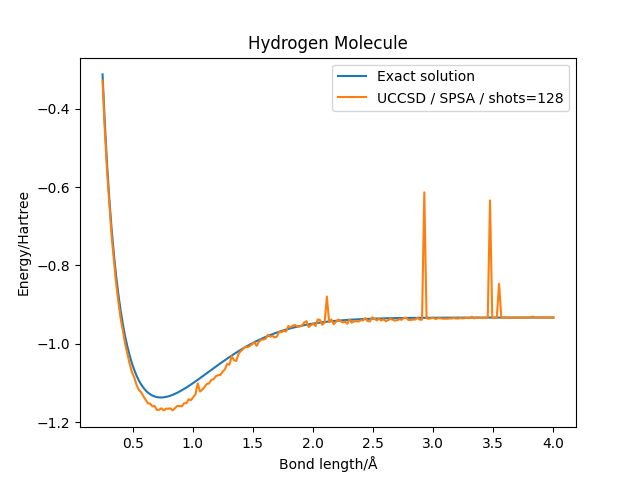 Hydrogen Molecule
Exact solution
UCCSD / SPSA / shots=128
Energy/Hartree
−0.4
−0.6
−0.8
−1.0
−1.2
0.5 1.0 1.5 2.0 2.5 3.0 3.5 4.0
Bond length/Å